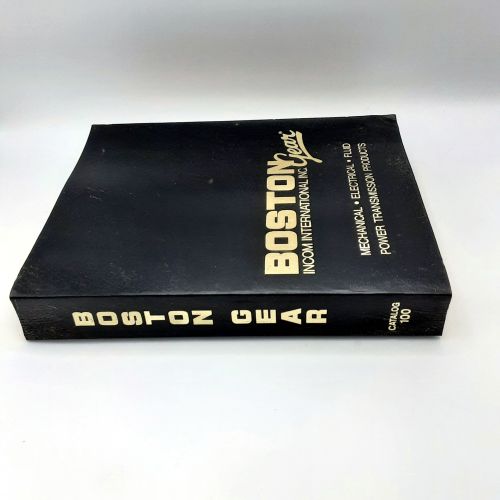 BOSTON
Gear®
INCOM INTERNATIONAL INC.
MECHANICAL • ELECTRICAL • FLUID
POWER TRANSMISSION PRODUCTS
BOSTON GEAR
CATALOG
100